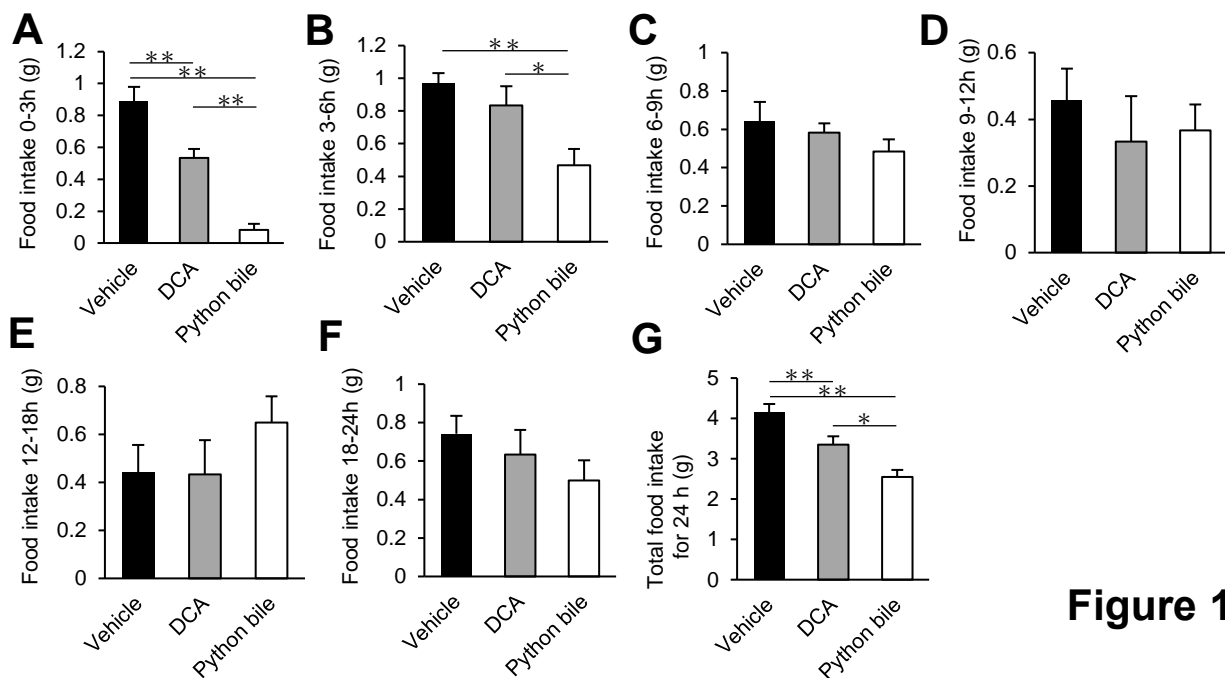 A
Food intake 0-3h (g)
1.2
1
0.8
0.6
0.4
0.2
0
**
**
**
Vehicle
DCA
Python bile
B
Food intake 3-6h (g)
1.2
1
0.8
0.6
0.4
0.2
0
**
*
Vehicle
DCA
Python bile
C
Food intake 6-9h (g)
1
0.8
0.6
0.4
0.2
0
Vehicle
DCA
Python bile
D
Food intake 9-12h (g)
0.6
0.4
0.2
0
Vehicle
DCA
Python bile
E
Food intake 12-18h (g)
0.8
0.6
0.4
0.2
0
Vehicle
DCA
Python bile
F
Food intake 18-24h (g)
1
0.8
0.6
0.4
0.2
0
Vehicle
DCA
Python bile
G
Total food intake
for 24 h (g)
5
4
3
2
1
0
**
**
*
Vehicle
DCA
Python bile
Figure 1